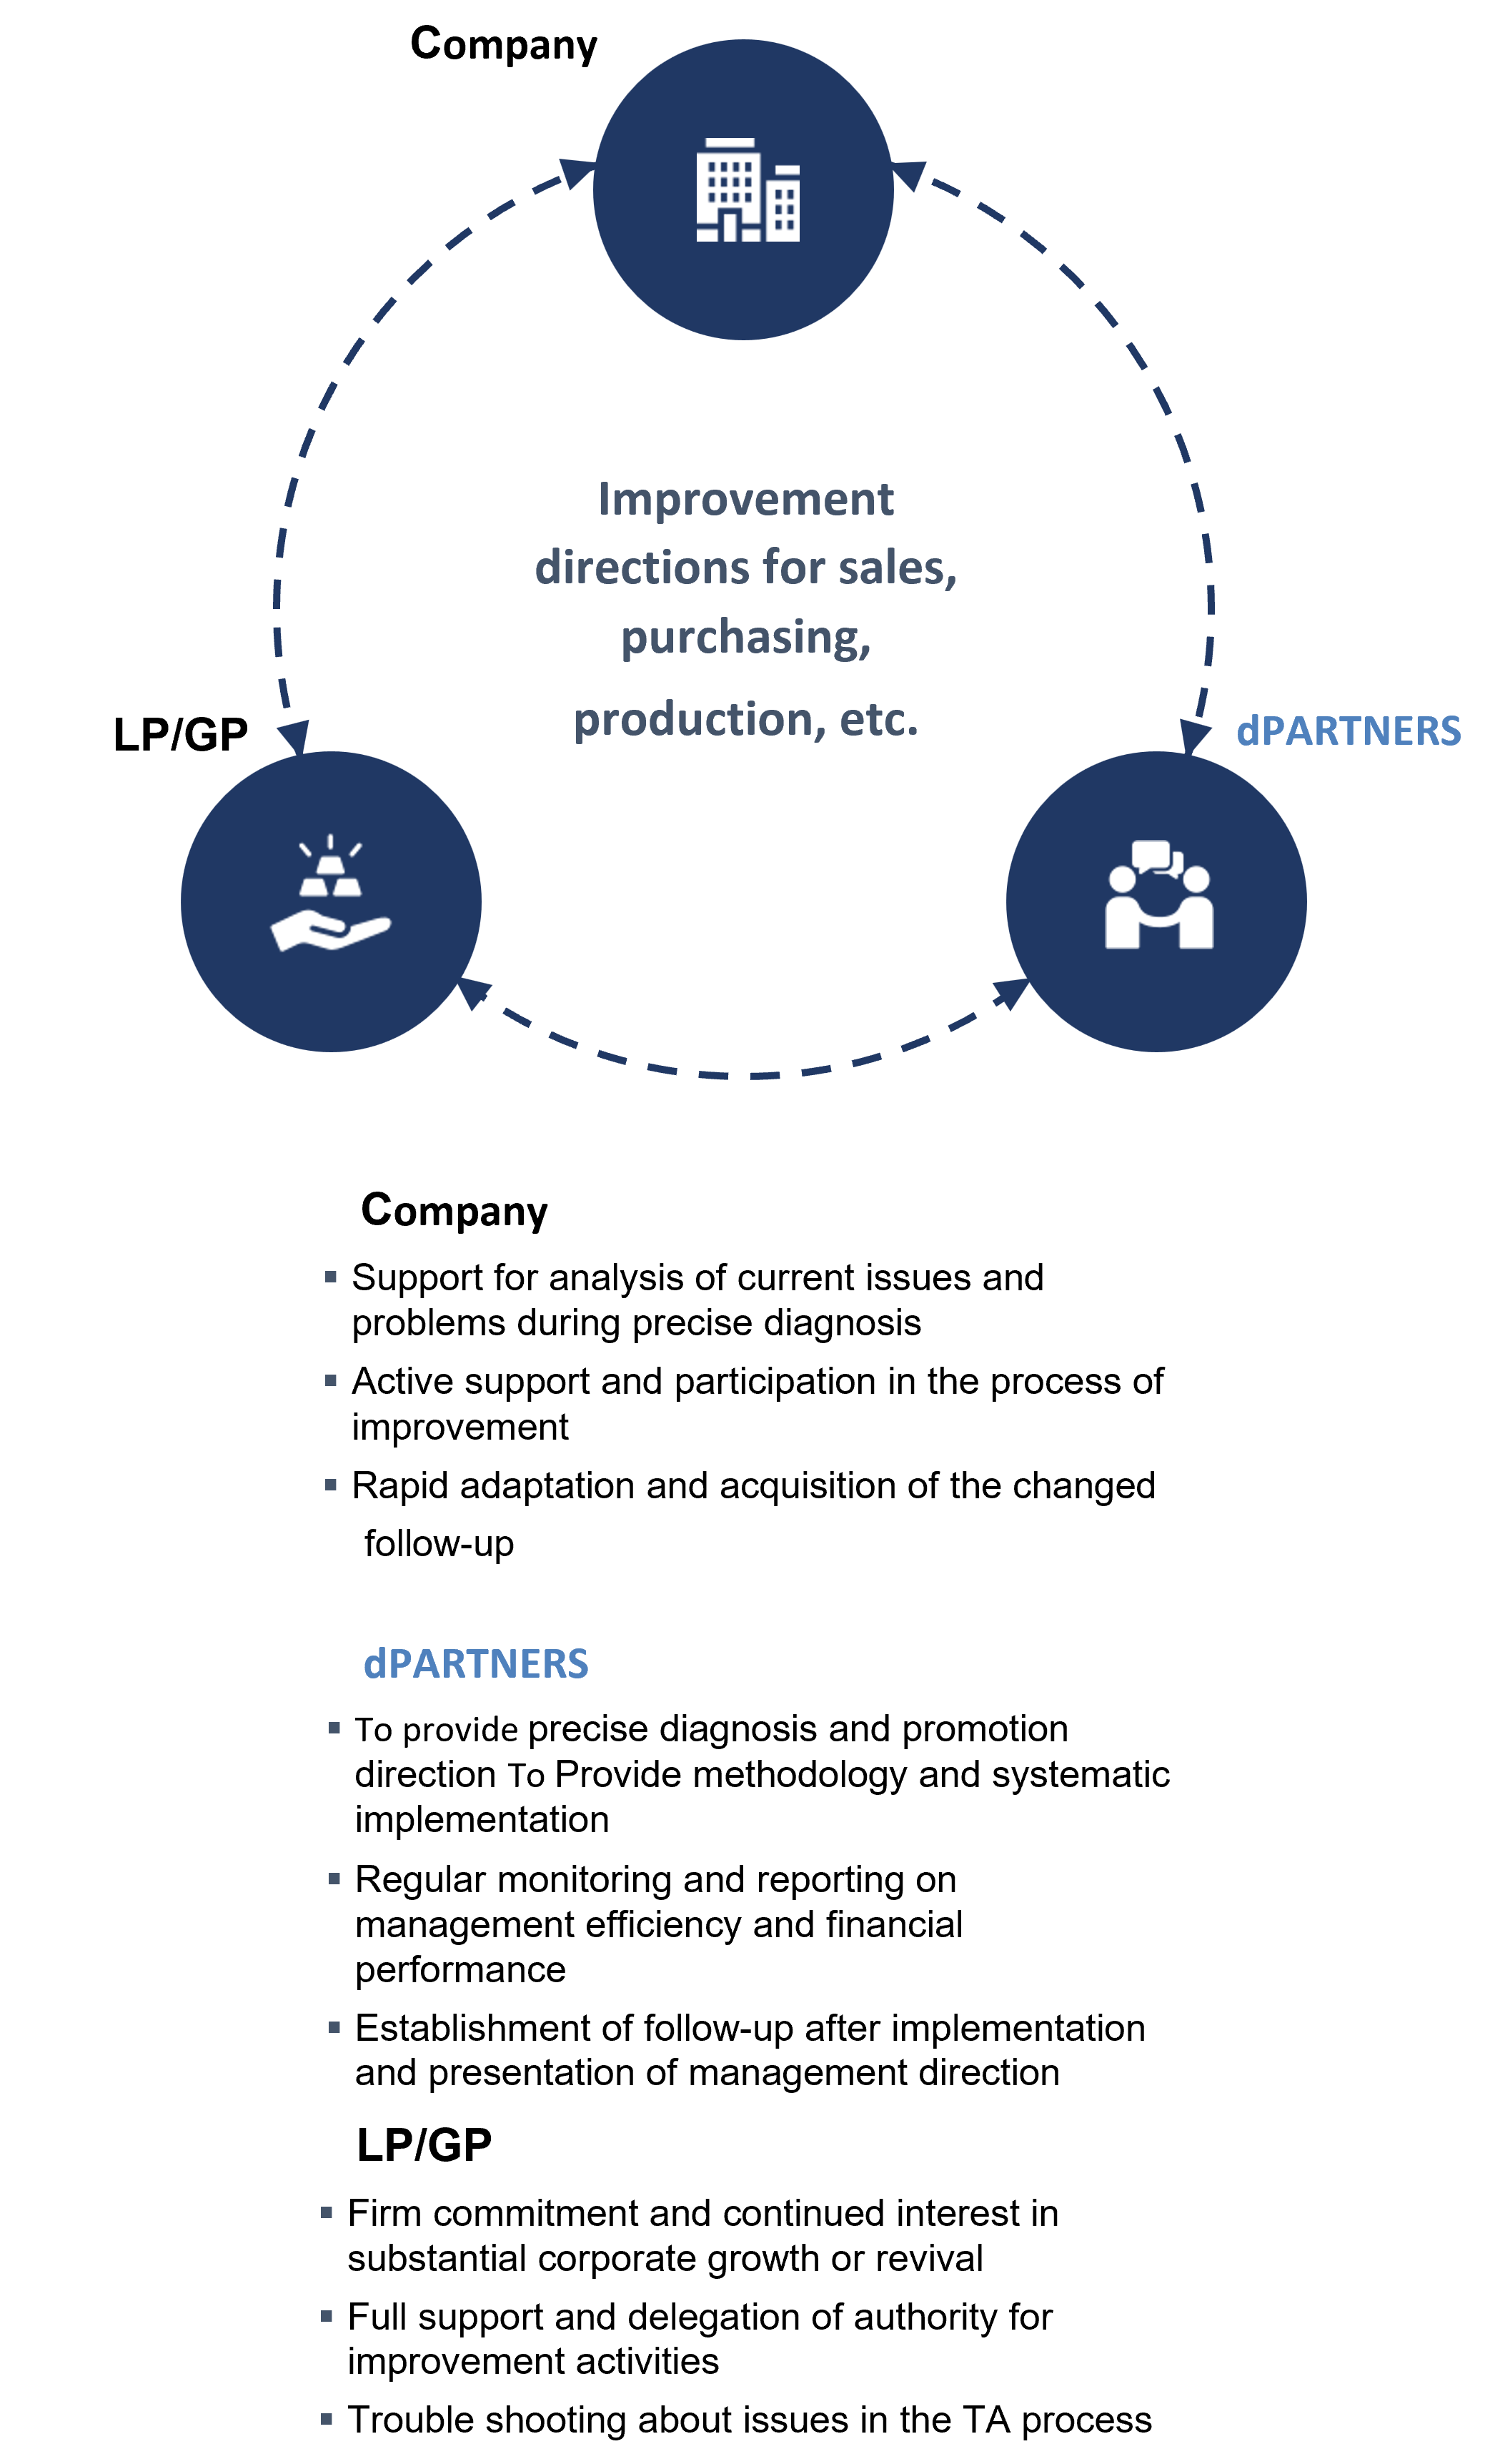 Company
Improvement
directions for sales,
purchasing,
production, etc.
LP/GP
dPARTNERS
Company
▪ Support for analysis of current issues and
problems during precise diagnosis
▪ Active support and participation in the process of
improvement
▪ Rapid adaptation and acquisition of the changed
follow-up
dPARTNERS
▪ To provide precise diagnosis and promotion
direction To Provide methodology and systematic
implementation
▪ Regular monitoring and reporting on
management efficiency and financial
performance
▪ Establishment of follow-up after implementation
and presentation of management direction
LP/GP
▪ Firm commitment and continued interest in
substantial corporate growth or revival
▪ Full support and delegation of authority for
improvement activities
▪ Trouble shooting about issues in the TA process